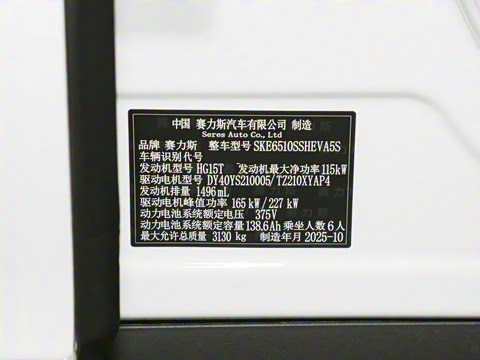 中国 赛力斯汽车有限公司 制造
Seres Auto Co., Ltd
品牌 赛力斯 整车型号 SKE6510SSHEVA5S
车辆识别代号
发动机型号 HG15T 发动机最大净功率 115kW
驱动电机型号 DY40YS210005/TZ210XYAP4
发动机排量 1496mL
驱动电机峰值功率 165 kW/227 kW
动力电池系统额定电压 375V
动力电池系统额定容量 138.6Ah 乘坐人数 6人
最大允许总质量 3130 kg 制造年月 2025-10